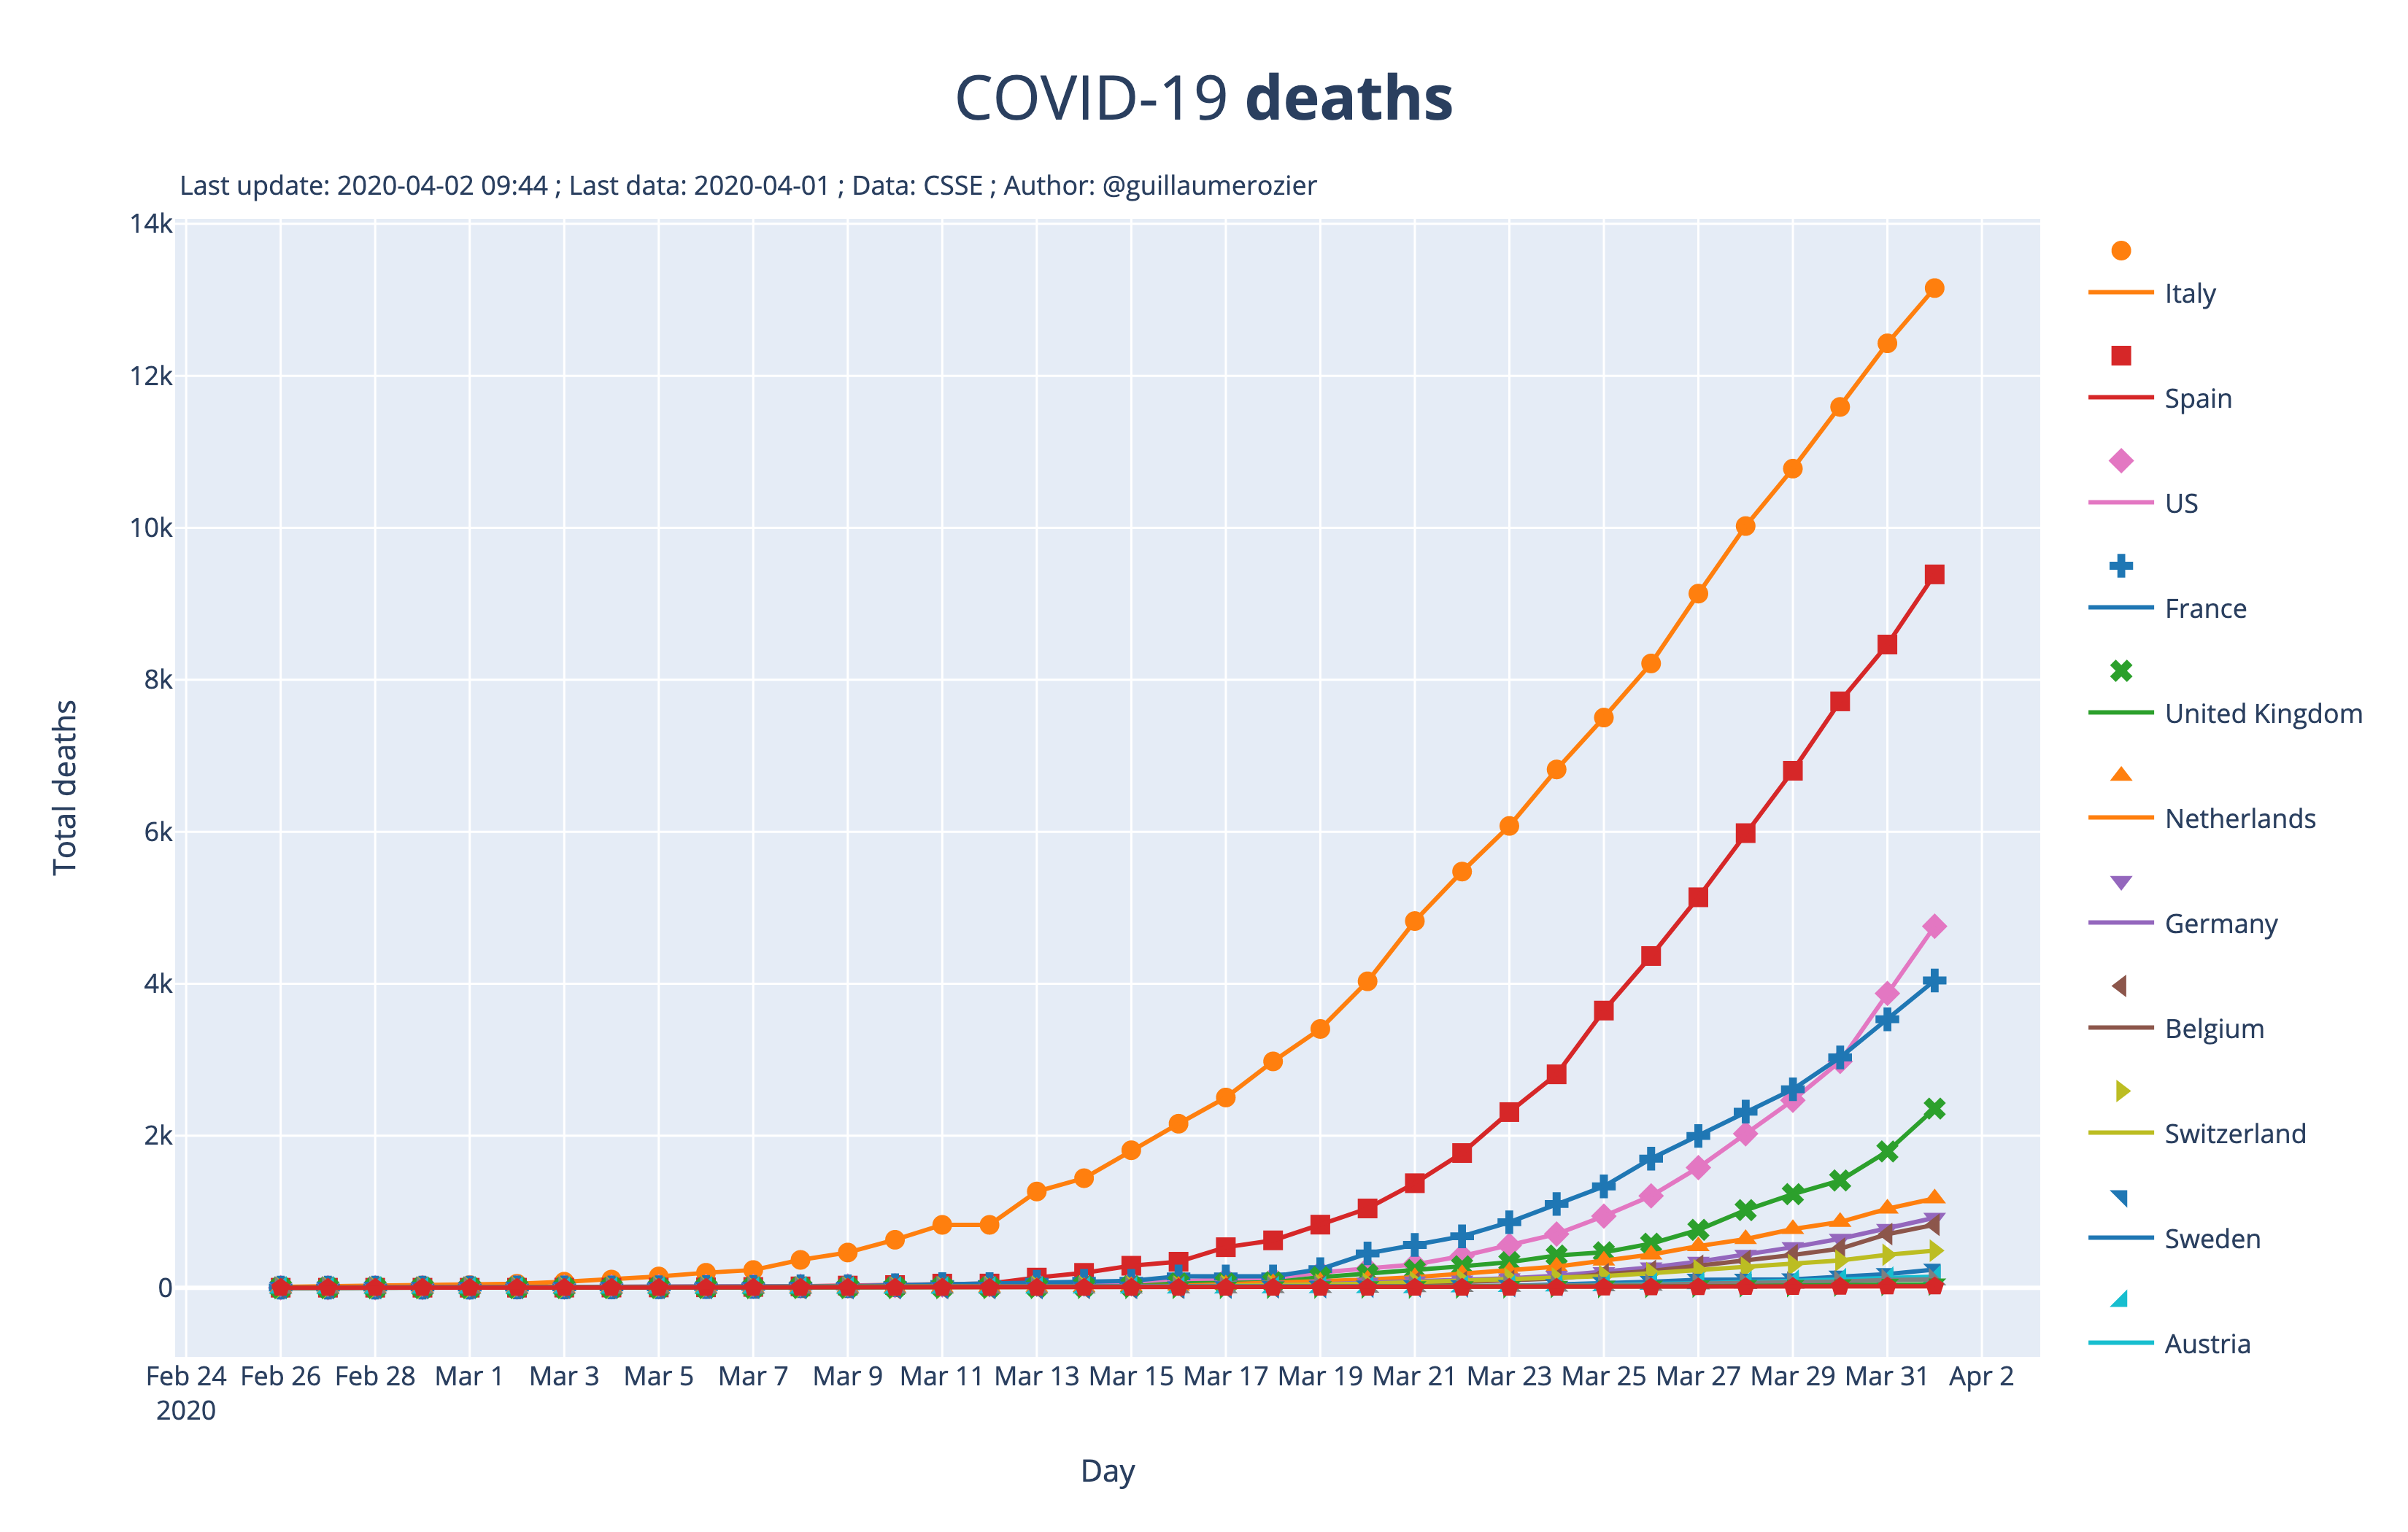 COVID-19 deaths
Last update: 2020-04-02 09:44 ; Last data: 2020-04-01 ; Data: CSSE ; Author: @guillaumerozier
14k
12k
10k
8k
6k
4k
2k
0
Total deaths
Feb 24 Feb 26 Feb 28 Mar 1 Mar 3 Mar 5 Mar 7 Mar 9 Mar 11 Mar 13 Mar 15 Mar 17 Mar 19 Mar 21 Mar 23 Mar 25 Mar 27 Mar 29 Mar 31 Apr 2
2020
Day
Italy
Spain
US
France
United Kingdom
Netherlands
Germany
Belgium
Switzerland
Sweden
Austria